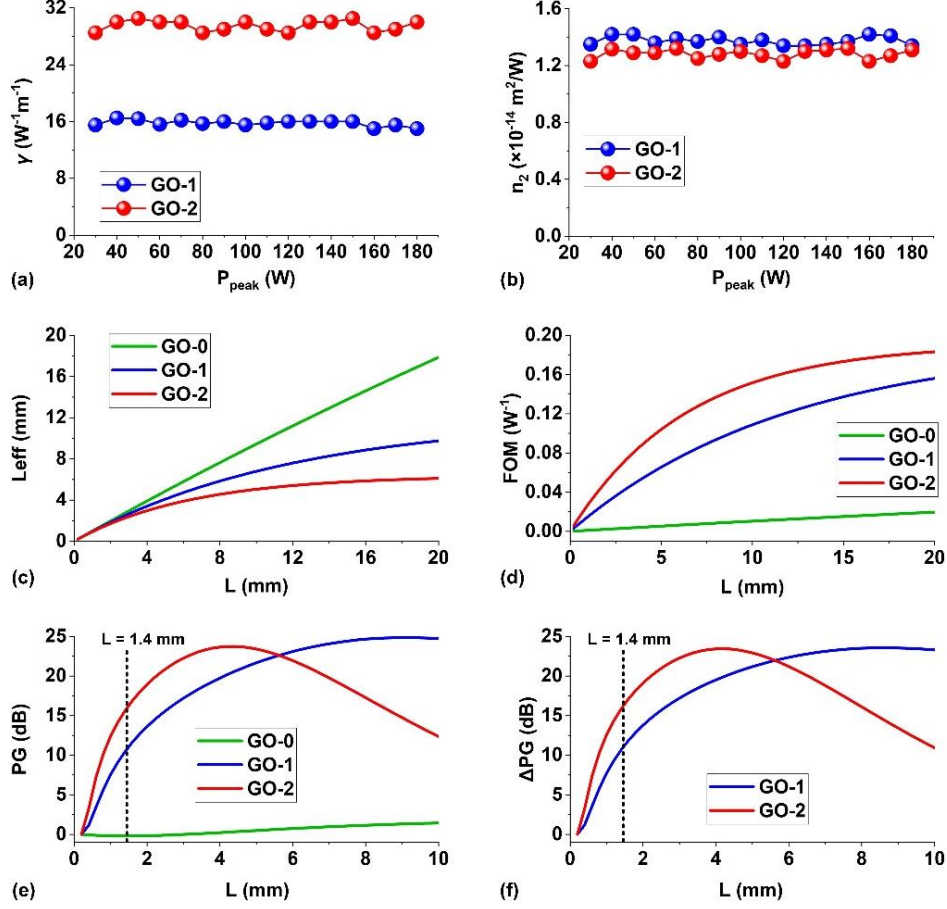 32
24
16
8
0
γ (W⁻¹m⁻¹)
GO-1
GO-2
20 40 60 80 100 120 140 160 180
P_peak (W)
(a)
1.6
1.2
0.8
0.4
0.0
n₂ (×10⁻¹⁴ m²/W)
GO-1
GO-2
20 40 60 80 100 120 140 160 180
P_peak (W)
(b)
20
16
12
8
4
0
Leff (mm)
GO-0
GO-1
GO-2
0 4 8 12 16 20
L (mm)
(c)
0.20
0.16
0.12
0.08
0.04
0.00
FOM (W⁻¹)
GO-0
GO-1
GO-2
0 5 10 15 20
L (mm)
(d)
25
20
15
10
5
0
PG (dB)
L = 1.4 mm
GO-0
GO-1
GO-2
0 2 4 6 8 10
L (mm)
(e)
25
20
15
10
5
0
ΔPG (dB)
L = 1.4 mm
GO-1
GO-2
0 2 4 6 8 10
L (mm)
(f)